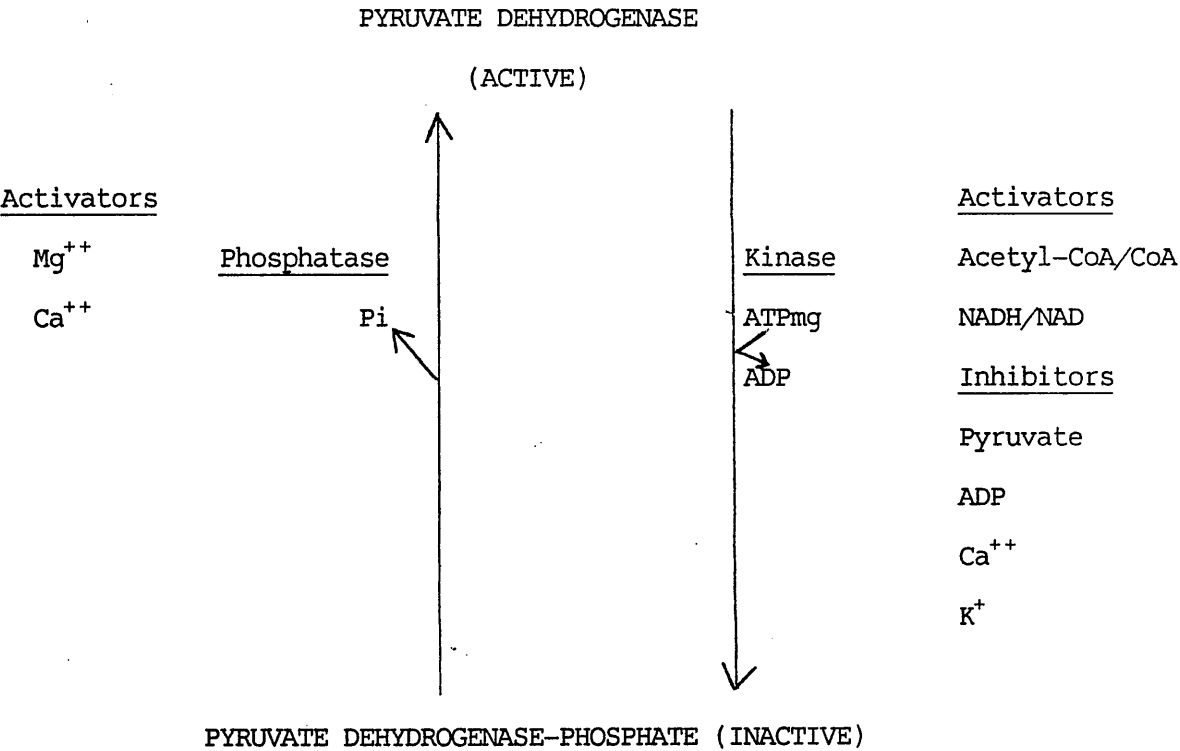 PYRUVATE DEHYDROGENASE
(ACTIVE)
Activators
Mg++
Ca++
Phosphatase
Pi
Kinase
ATPmg
ADP
Activators
Acetyl-CoA/CoA
NADH/NAD
Inhibitors
Pyruvate
ADP
Ca++
K+
PYRUVATE DEHYDROGENASE-PHOSPHATE (INACTIVE)